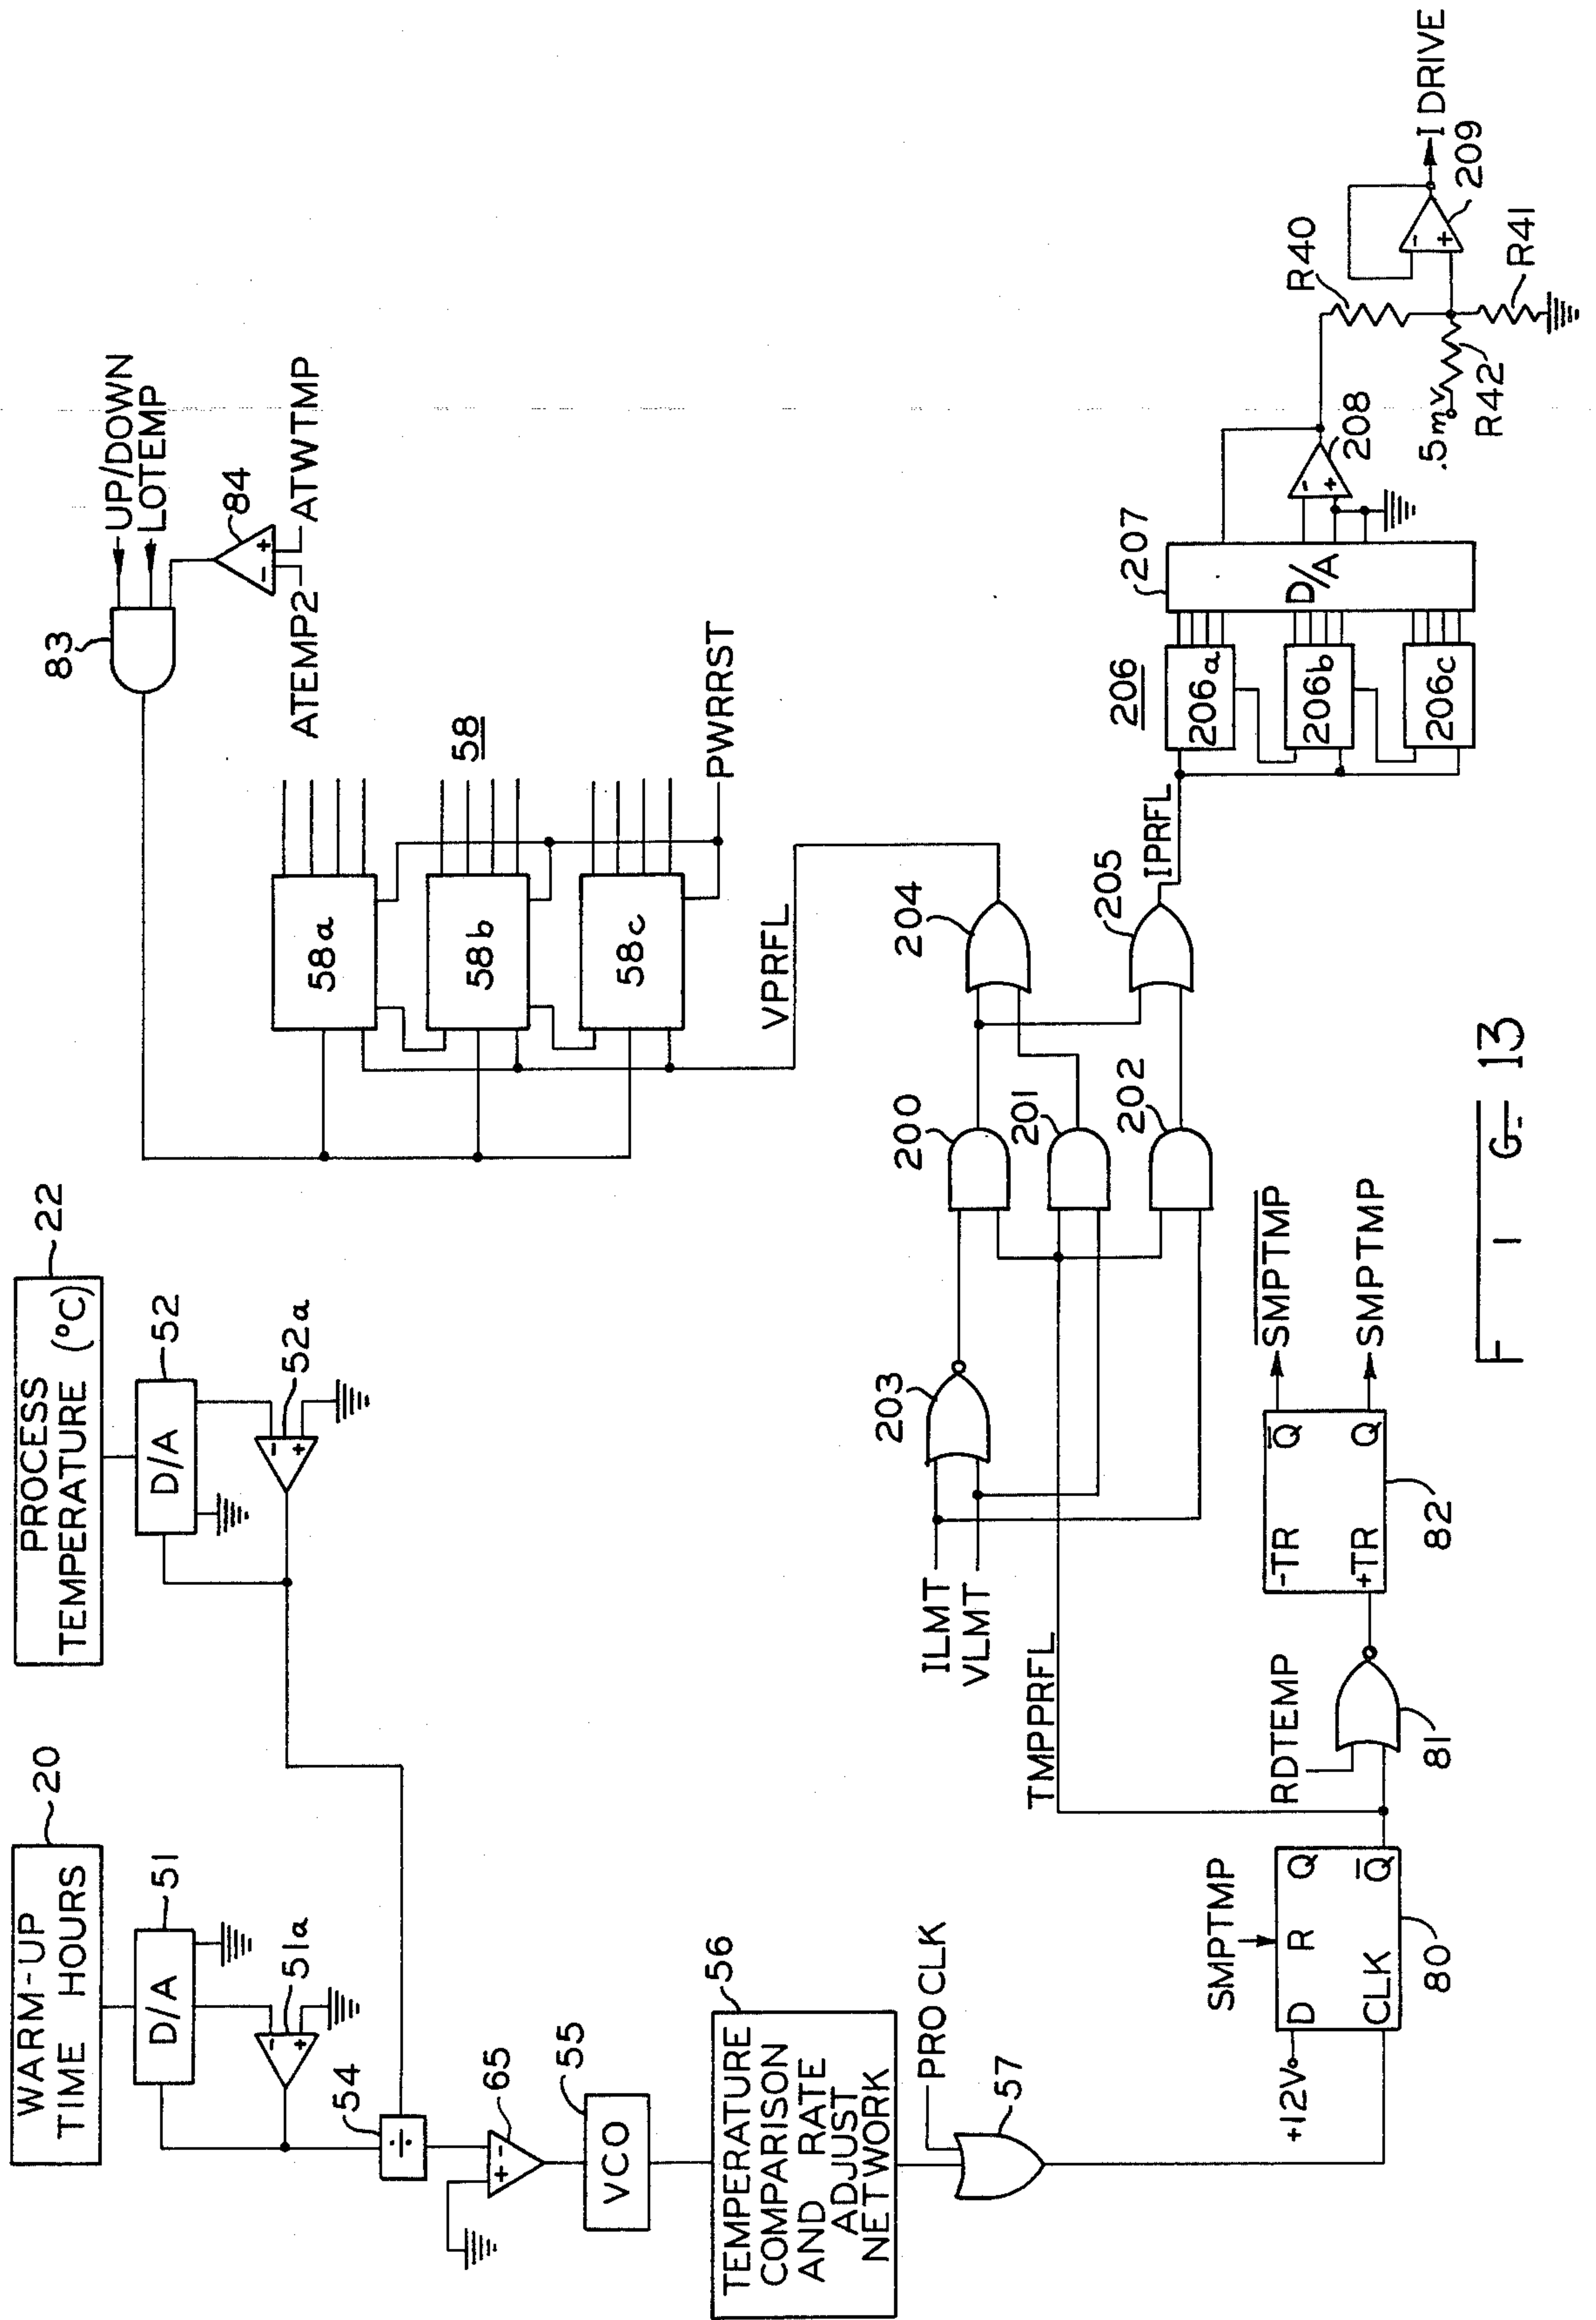 WARM-UP
TIME HOURS
20
D/A
51
51a
PROCESS
TEMPERATURE (°C)
22
D/A
52
52a
54
÷
65
- +
55
VCO
56
TEMPERATURE
COMPARISON
AND RATE
ADJUST
NETWORK
PRO CLK
57
UP/DOWN
LOTEMP
83
84
- +
ATEMP2
ATWTMP
58
58a
58b
58c
PWRRST
VPRFL
ILMT
VLMT
TMPPRFL
203
200
201
202
204
205
IPRFL
206
206a
206b
206c
207
D/A
208
- +
.5mv
R42
R40
R41
209
- +
I DRIVE
SMPTMP
+12V
D R Q
CLK Q̅
80
RDTEMP
81
-TR Q̅
+TR Q
82
S̅M̅P̅T̅M̅P̅
SMPTMP
FIG-13